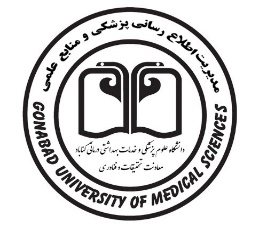 مدیریت اطلاع رسانی پزشکی و منابع علمی
دانشگاه علوم پزشکی و خدمات بهداشتی درمانی گناباد
معاونت تحقیقات و فناوری
GONABAD UNIVERSITY OF MEDICAL SCIENCES